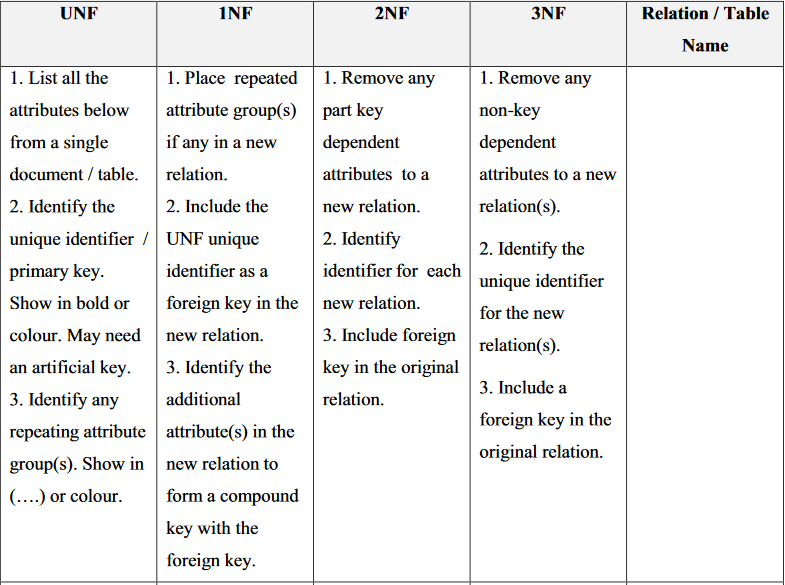 UNF
1NF
2NF
3NF
Relation / Table
Name
1. List all the
attributes below
from a single
document / table.
2. Identify the
unique identifier /
primary key.
Show in bold or
colour. May need
an artificial key.
3. Identify any
repeating attribute
group(s). Show in
(….) or colour.
1. Place repeated
attribute group(s)
if any in a new
relation.
2. Include the
UNF unique
identifier as a
foreign key in the
new relation.
3. Identify the
additional
attribute(s) in the
new relation to
form a compound
key with the
foreign key.
1. Remove any
part key
dependent
attributes to a
new relation.
2. Identify
identifier for each
new relation.
3. Include foreign
key in the original
relation.
1. Remove any
non-key
dependent
attributes to a new
relation(s).
2. Identify the
unique identifier
for the new
relation(s).
3. Include a
foreign key in the
original relation.